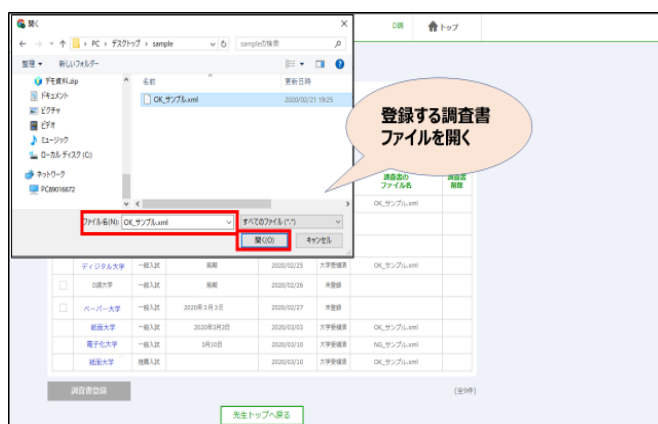 開く
PC › デスクトップ › sample
sampleの検索
整理
新しいフォルダー
デモ資料.zip
ドキュメント
ピクチャ
ビデオ
ミュージック
ローカル ディスク (C:)
ネットワーク
PC89016672
名前
更新日時
OK_サンプル.xml
2020/02/21 19:25
ファイル名(N):
OK_サンプル.xml
すべてのファイル (*.*)
開く(O)
キャンセル
トップ
登録する調査書
ファイルを開く
調査書の
ファイル名
調査書
削除
OK_サンプル.xml
ディジタル大学 一般入試 前期 2020/02/25 大学受領済 OK_サンプル.xml
O調大学 一般入試 前期 2020/02/26 未登録
ペーパー大学 一般入試 2020年3月3日 2020/02/27 未登録
紙面大学 一般入試 2020年3月3日 2020/03/03 大学受領済 OK_サンプル.xml
電子化大学 一般入試 3月10日 2020/03/10 大学受領済 NG_サンプル.xml
紙面大学 推薦入試 2020/03/10 大学受領済 OK_サンプル.xml
調査書登録
(全9件)
先生トップへ戻る